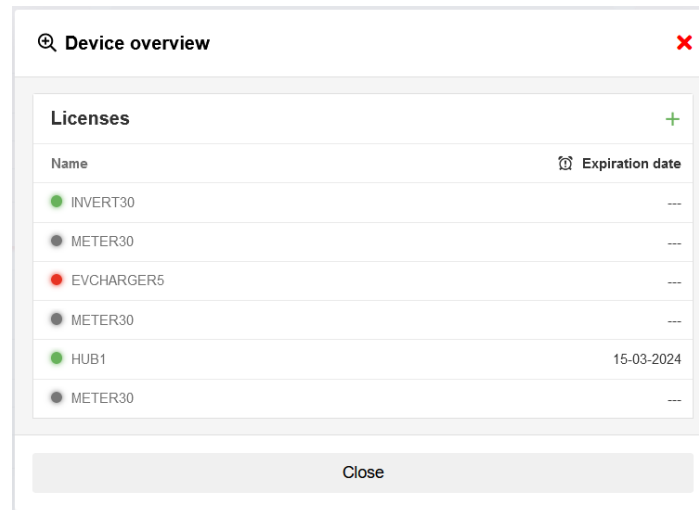 Device overview
Licenses
Name Expiration date
INVERT30 ---
METER30 ---
EVCHARGER5 ---
METER30 ---
HUB1 15-03-2024
METER30 ---
Close